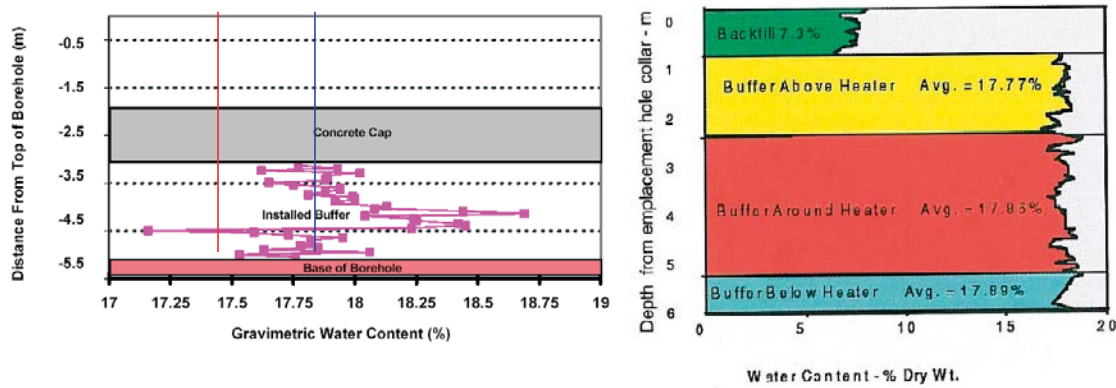 Distance From Top of Borehole (m)
-0.5
-1.5
-2.5
-3.5
-4.5
-5.5
Concrete Cap
Installed Buffer
Base of Borehole
17 17.25 17.5 17.75 18 18.25 18.5 18.75 19
Gravimetric Water Content (%)
Depth from emplacement hole collar - m
0
1
2
3
4
5
6
Backfill 7.3%
Buffer Above Heater Avg. = 17.77%
Buffer Around Heater Avg. = 17.86%
Buffer Below Heater Avg. = 17.89%
0 5 10 15 20
Water Content - % Dry Wt.